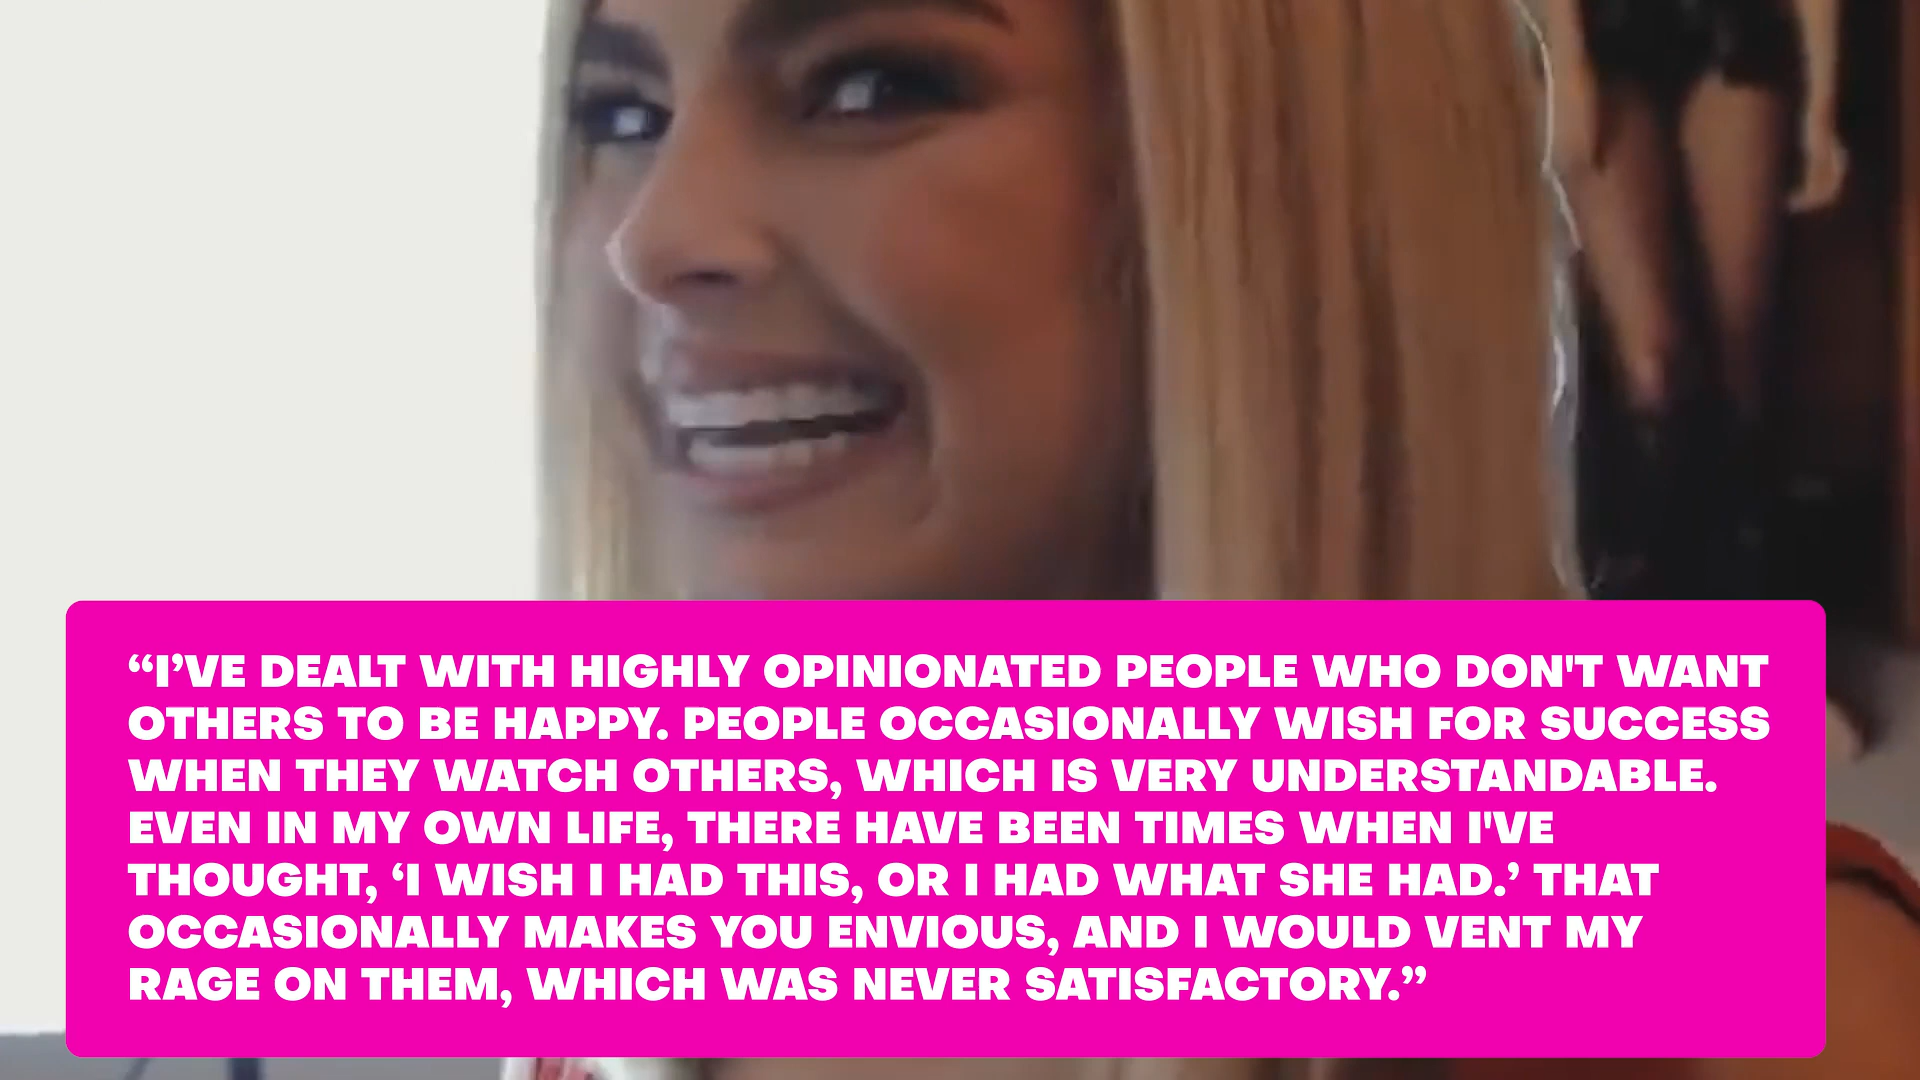 “I’VE DEALT WITH HIGHLY OPINIONATED PEOPLE WHO DON'T WANT
OTHERS TO BE HAPPY. PEOPLE OCCASIONALLY WISH FOR SUCCESS
WHEN THEY WATCH OTHERS, WHICH IS VERY UNDERSTANDABLE.
EVEN IN MY OWN LIFE, THERE HAVE BEEN TIMES WHEN I'VE
THOUGHT, ‘I WISH I HAD THIS, OR I HAD WHAT SHE HAD.’ THAT
OCCASIONALLY MAKES YOU ENVIOUS, AND I WOULD VENT MY
RAGE ON THEM, WHICH WAS NEVER SATISFACTORY.”